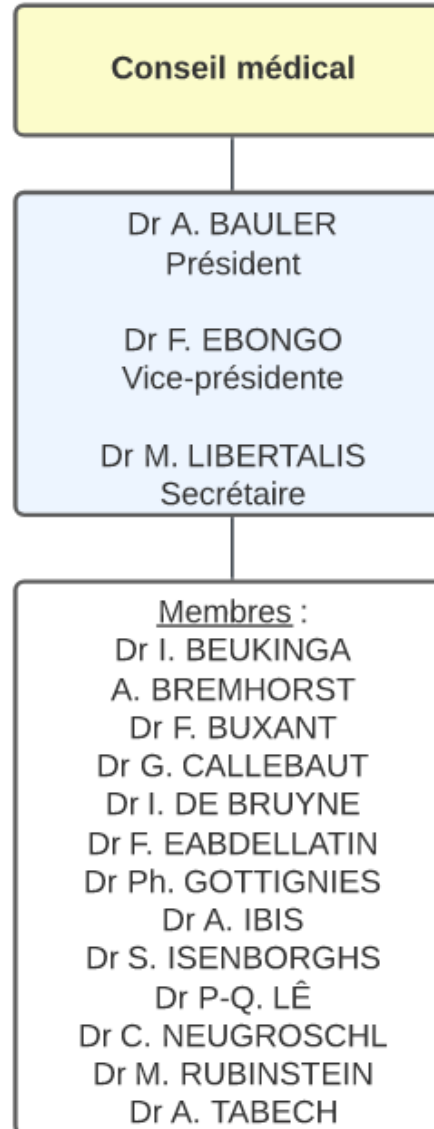 Conseil médical
Dr A. BAULER
Président
Dr F. EBONGO
Vice-présidente
Dr M. LIBERTALIS
Secrétaire
Membres :
Dr I. BEUKINGA
A. BREMHORST
Dr F. BUXANT
Dr G. CALLEBAUT
Dr I. DE BRUYNE
Dr F. EABDELLATIN
Dr Ph. GOTTIGNIES
Dr A. IBIS
Dr S. ISENBORGHS
Dr P-Q. LÊ
Dr C. NEUGROSCHL
Dr M. RUBINSTEIN
Dr A. TABECH